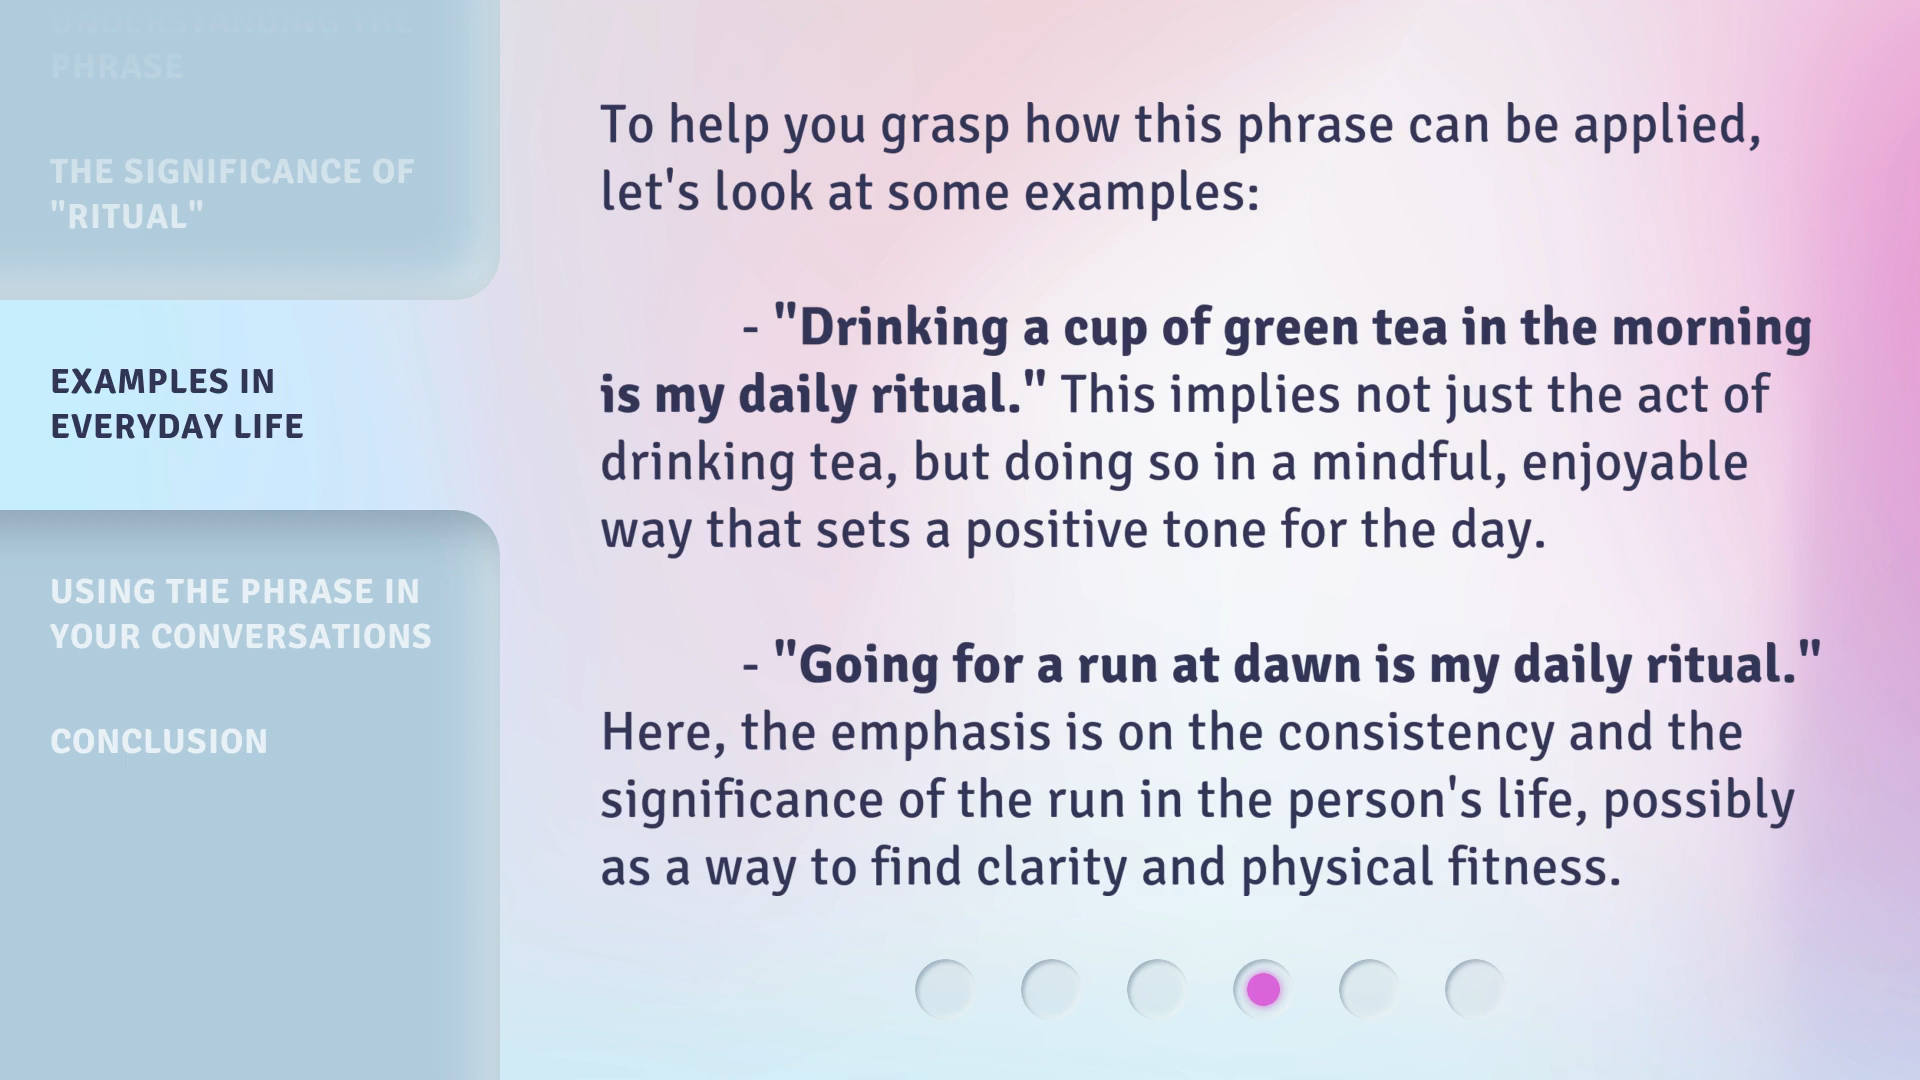 UNDERSTANDING THE
PHRASE
THE SIGNIFICANCE OF
"RITUAL"
EXAMPLES IN
EVERYDAY LIFE
USING THE PHRASE IN
YOUR CONVERSATIONS
CONCLUSION
To help you grasp how this phrase can be applied,
let's look at some examples:
- "Drinking a cup of green tea in the morning
is my daily ritual." This implies not just the act of
drinking tea, but doing so in a mindful, enjoyable
way that sets a positive tone for the day.
- "Going for a run at dawn is my daily ritual."
Here, the emphasis is on the consistency and the
significance of the run in the person's life, possibly
as a way to find clarity and physical fitness.